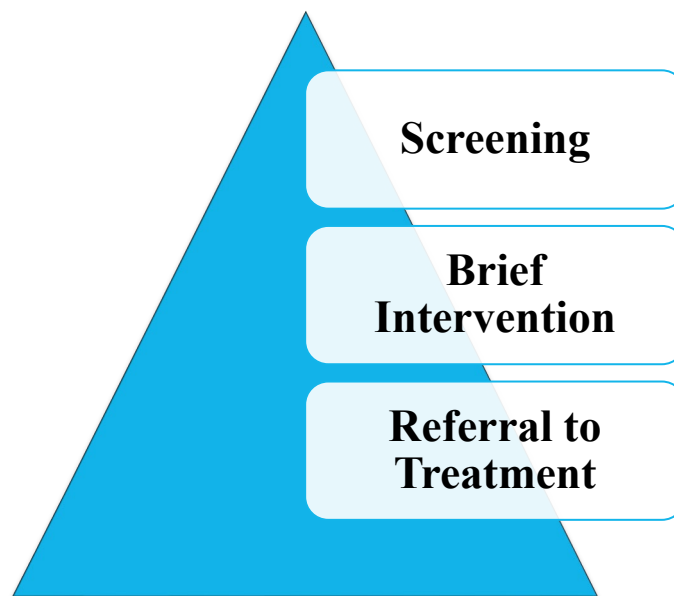 Screening
Brief
Intervention
Referral to
Treatment